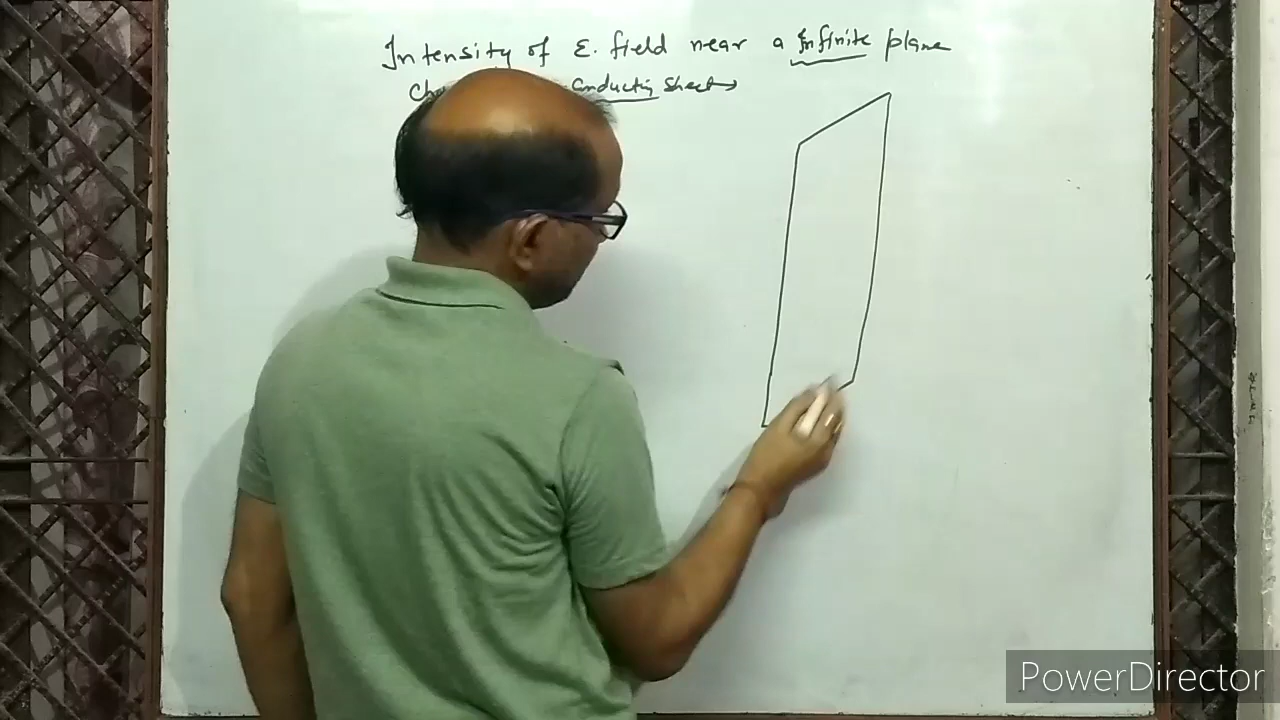 Intensity of E. field near a Infinite plane
conducting sheet
PowerDirector